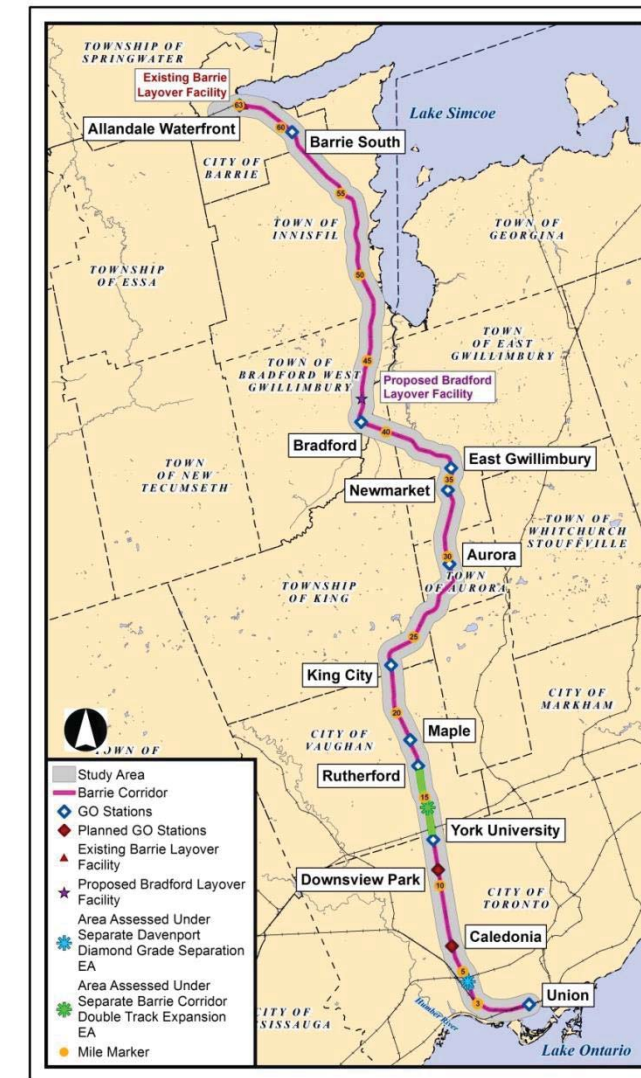 TOWNSHIP OF
SPRINGWATER
Existing Barrie
Layover Facility
63
Lake Simcoe
Allandale Waterfront
60
Barrie South
CITY OF
BARRIE
55
TOWN OF
INNISFIL
TOWN OF
GEORGINA
TOWNSHIP
OF ESSA
50
TOWN
OF EAST
GWILLIMBURY
TOWN OF
BRADFORD WEST
GWILLIMBURY
45
Proposed Bradford
Layover Facility
Bradford
40
East Gwillimbury
TOWN
OF NEW
TECUMSETH
35
Newmarket
TOWN OF
WHITCHURCH
STOUFFVILLE
30
Aurora
TOWN
OF AURORA
TOWNSHIP
OF KING
25
King City
CITY OF
MARKHAM
20
CITY OF
VAUGHAN
Maple
TOWN OF
Rutherford
15
York University
Downsview Park
10
CITY OF
TORONTO
Caledonia
5
3
Union
Humber River
CITY OF
SISSAUGA
Lake Ontario
Study Area
Barrie Corridor
GO Stations
Planned GO Stations
Existing Barrie Layover
Facility
Proposed Bradford Layover
Facility
Area Assessed Under
Separate Davenport
Diamond Grade Separation
EA
Area Assessed Under
Separate Barrie Corridor
Double Track Expansion
EA
Mile Marker